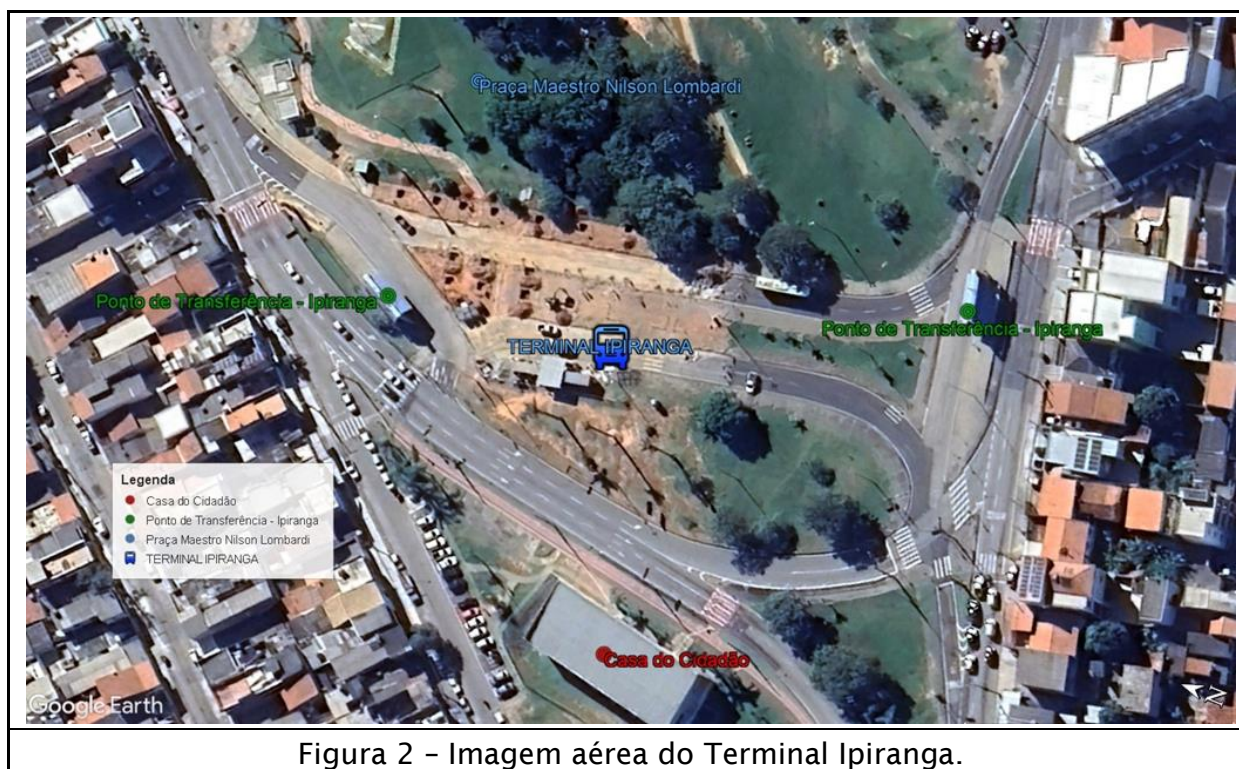 Praça Maestro Nilson Lombardi
Ponto de Transferência - Ipiranga
Ponto de Transferência - Ipiranga
TERMINAL IPIRANGA
Legenda
Casa do Cidadão
Ponto de Transferência - Ipiranga
Praça Maestro Nilson Lombardi
TERMINAL IPIRANGA
Casa do Cidadão
Google Earth
N
Figura 2 – Imagem aérea do Terminal Ipiranga.